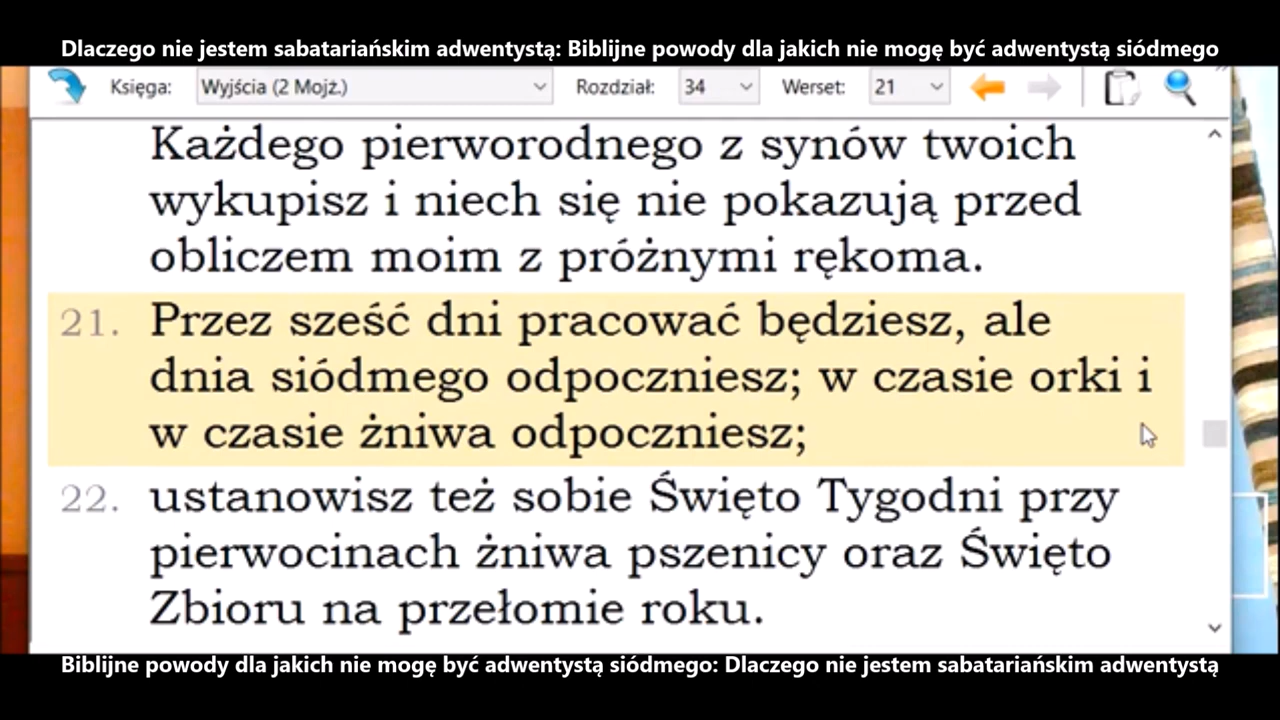 Dlaczego nie jestem sabatariańskim adwentystą: Biblijne powody dla jakich nie mogę być adwentystą siódmego
Księga: Wyjścia (2 Mojż.) Rozdział: 34 Werset: 21
Każdego pierworodnego z synów twoich
wykupisz i niech się nie pokazują przed
obliczem moim z próżnymi rękoma.
21. Przez sześć dni pracować będziesz, ale
dnia siódmego odpoczniesz; w czasie orki i
w czasie żniwa odpoczniesz;
22. ustanowisz też sobie Święto Tygodni przy
pierwocinach żniwa pszenicy oraz Święto
Zbioru na przełomie roku.
Biblijne powody dla jakich nie mogę być adwentystą siódmego: Dlaczego nie jestem sabatariańskim adwentystą